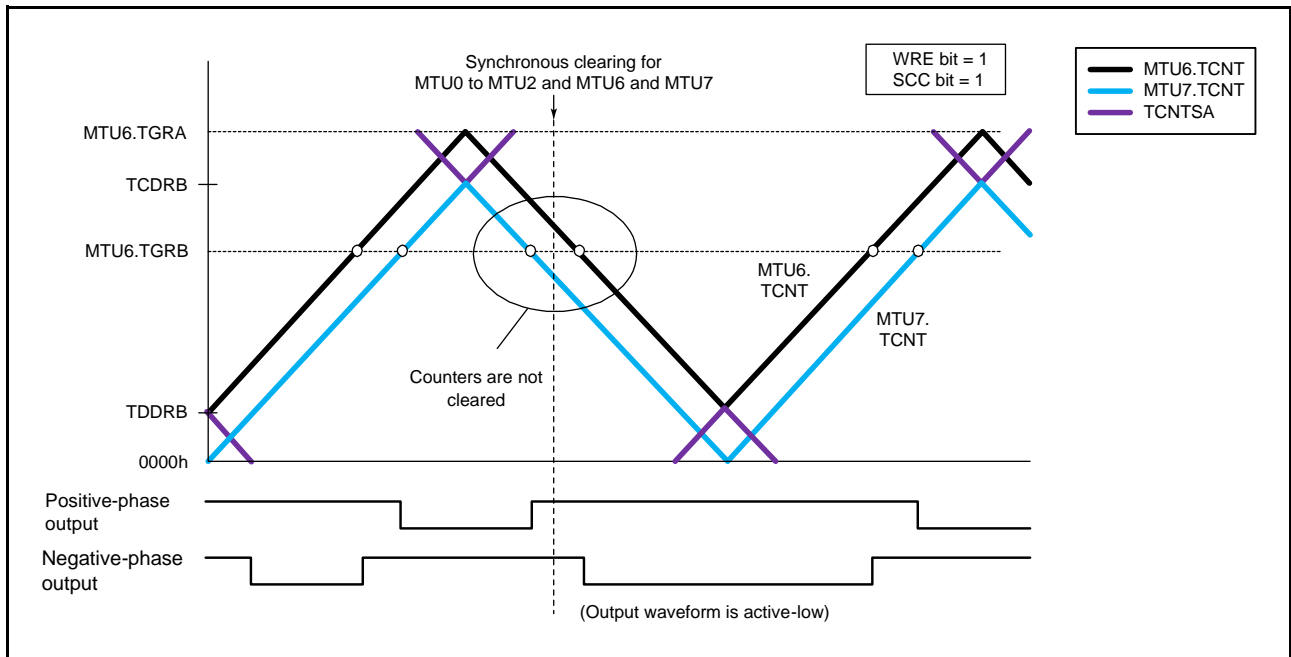 Synchronous clearing for
MTU0 to MTU2 and MTU6 and MTU7
WRE bit = 1
SCC bit = 1
MTU6.TCNT
MTU7.TCNT
TCNTSA
MTU6.TGRA
TCDRB
MTU6.TGRB
MTU6.
TCNT
MTU7.
TCNT
Counters are not
cleared
TDDRB
0000h
Positive-phase
output
Negative-phase
output
(Output waveform is active-low)